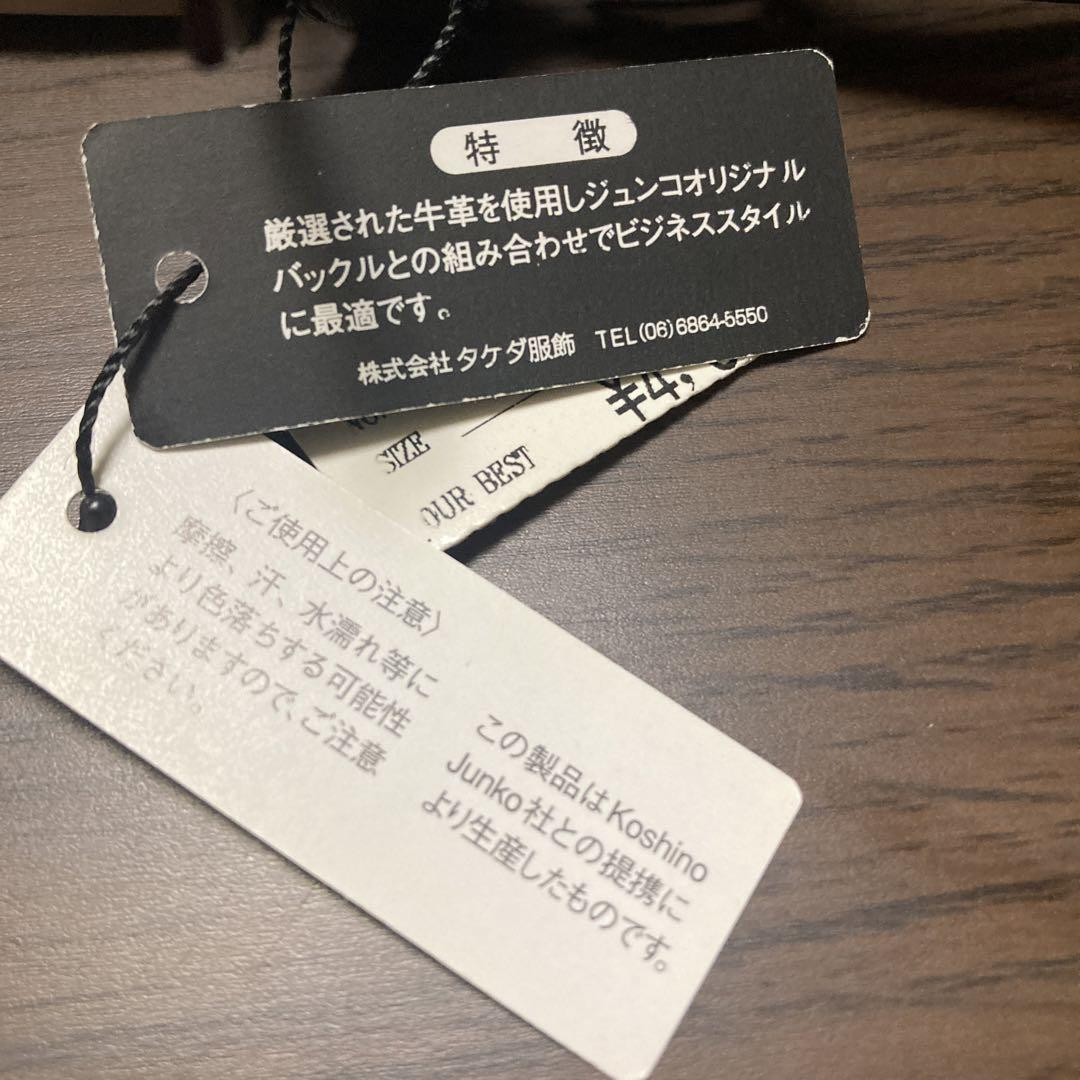 特 徴
厳選された牛革を使用しジュンコオリジナル
バックルとの組み合わせでビジネススタイル
に最適です。
株式会社 タケダ服飾 TEL (06) 6864-5550
¥4,
SIZE
OUR BEST
〈ご使用上の注意〉
摩擦、汗、水濡れ等に
より色落ちする可能性
がありますので、ご注意
ください。
この製品はKoshino
Junko社との提携に
より生産したものです。